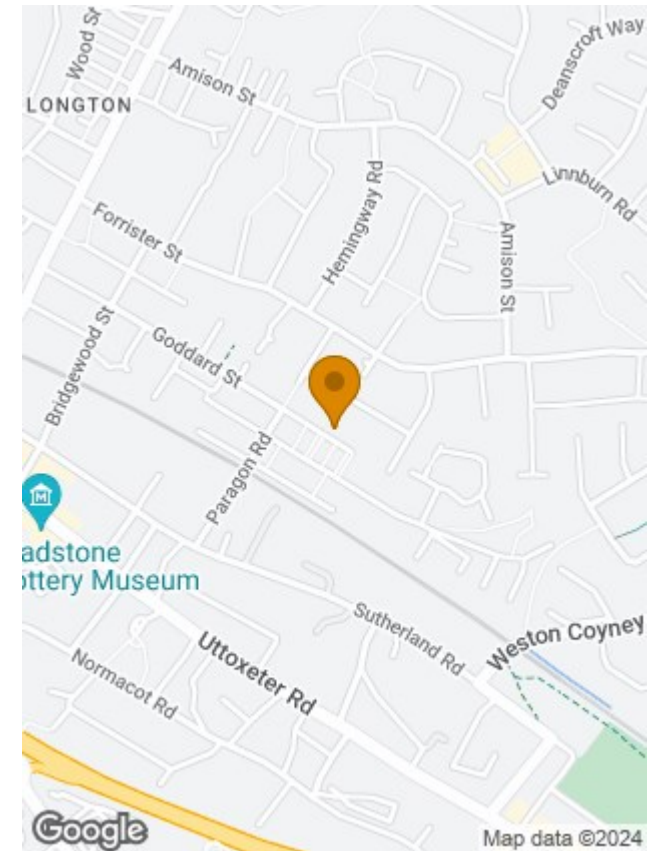 Wood St
Deanscroft Way
Amison St
LONGTON
Linnburn Rd
Hemingway Rd
Forrister St
Amison St
Bridgewood St
Goddard St
Paragon Rd
M
adstone
ottery Museum
Sutherland Rd
Weston Coyney
Uttoxeter Rd
Normacot Rd
Google
Map data ©2024